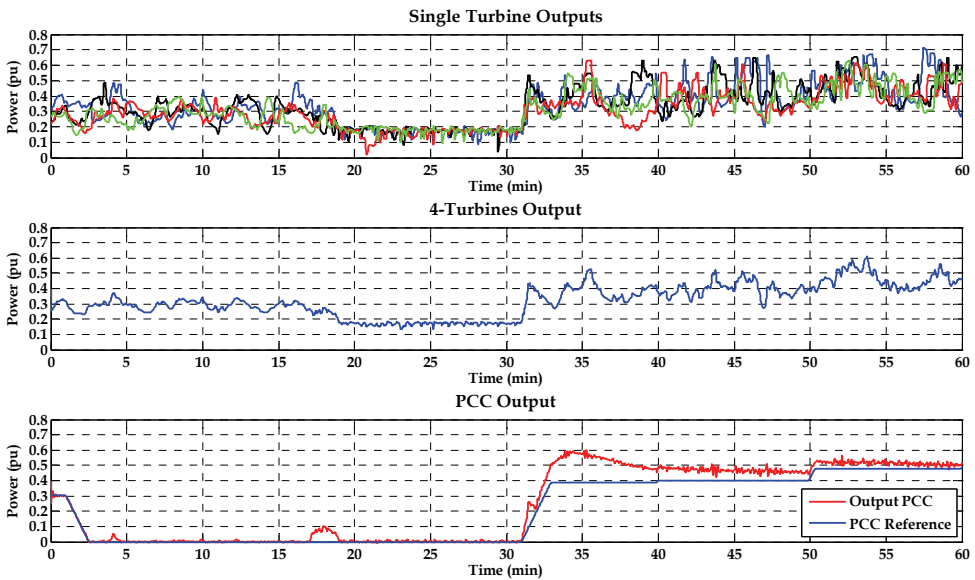 Single Turbine Outputs
Power (pu)
0.8
0.7
0.6
0.5
0.4
0.3
0.2
0.1
0
0 5 10 15 20 25 30 35 40 45 50 55 60
Time (min)
4-Turbines Output
Power (pu)
0.8
0.7
0.6
0.5
0.4
0.3
0.2
0.1
0
0 5 10 15 20 25 30 35 40 45 50 55 60
Time (min)
PCC Output
Power (pu)
0.8
0.7
0.6
0.5
0.4
0.3
0.2
0.1
0
Output PCC
PCC Reference
0 5 10 15 20 25 30 35 40 45 50 55 60
Time (min)